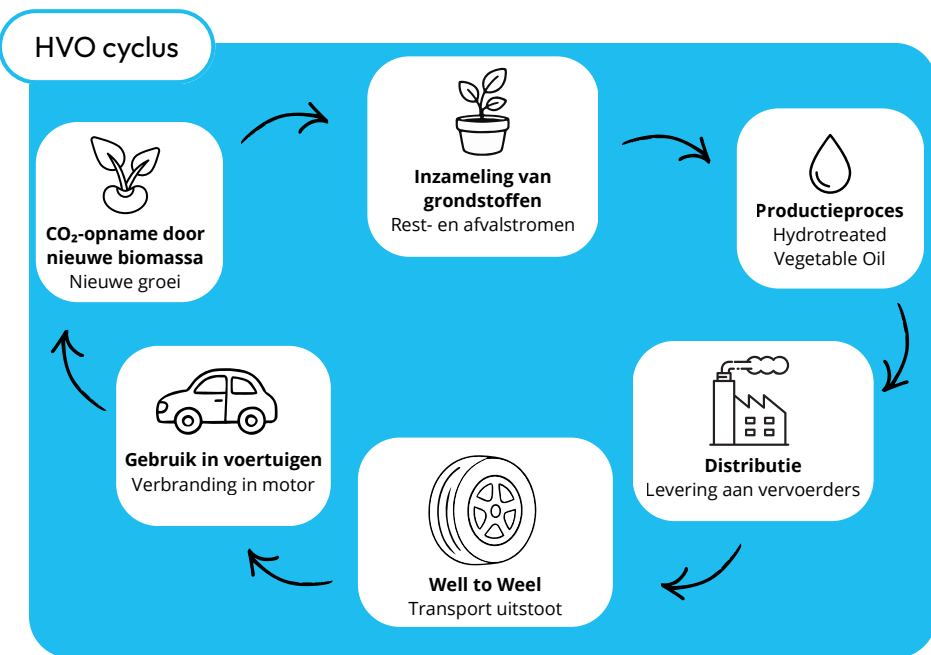 HVO cyclus
Inzameling van
grondstoffen
Rest- en afvalstromen
Productieproces
Hydrotreated
Vegetable Oil
Distributie
Levering aan vervoerders
Well to Weel
Transport uitstoot
Gebruik in voertuigen
Verbranding in motor
CO₂-opname door
nieuwe biomassa
Nieuwe groei